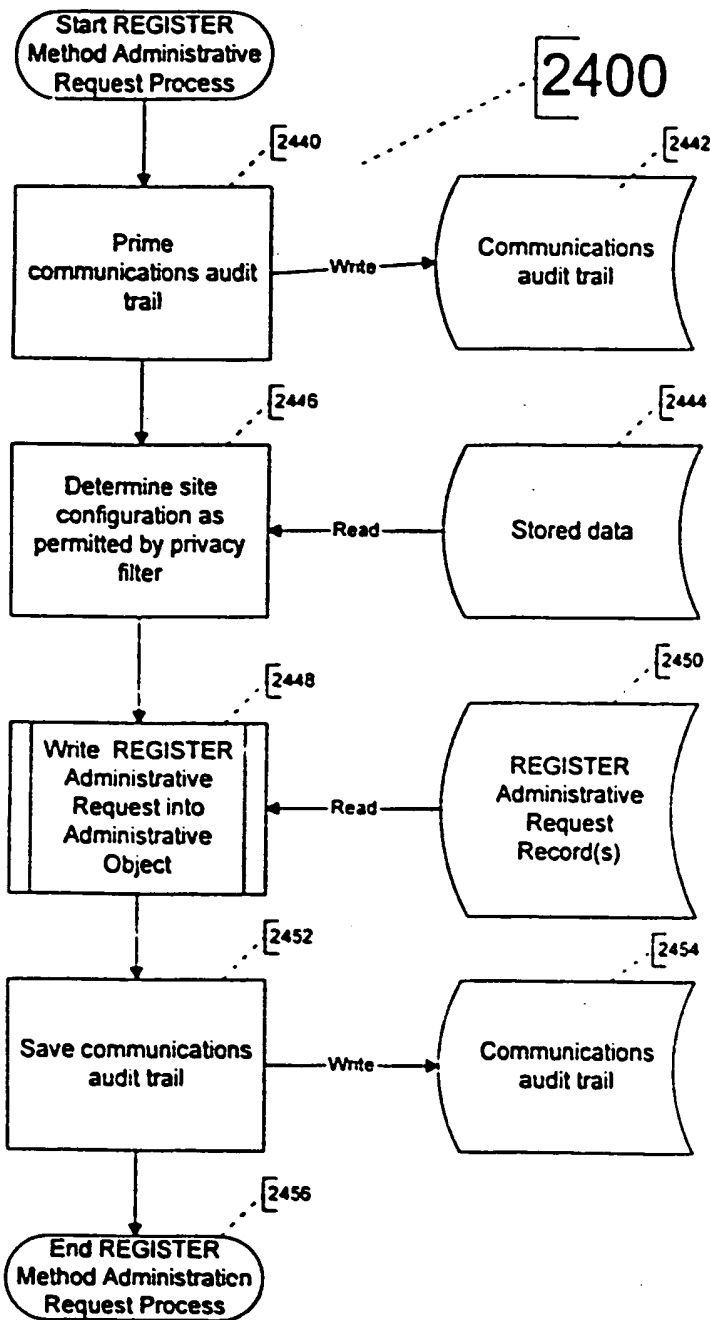 Start REGISTER
Method Administrative
Request Process
2400
2440
2442
Prime
communications audit
trail
Write
Communications
audit trail
2446
2444
Determine site
configuration as
permitted by privacy
filter
Read
Stored data
2448
2450
Write REGISTER
Administrative
Request into
Administrative
Object
Read
REGISTER
Administrative
Request
Record(s)
2452
2454
Save communications
audit trail
Write
Communications
audit trail
2456
End REGISTER
Method Administration
Request Process